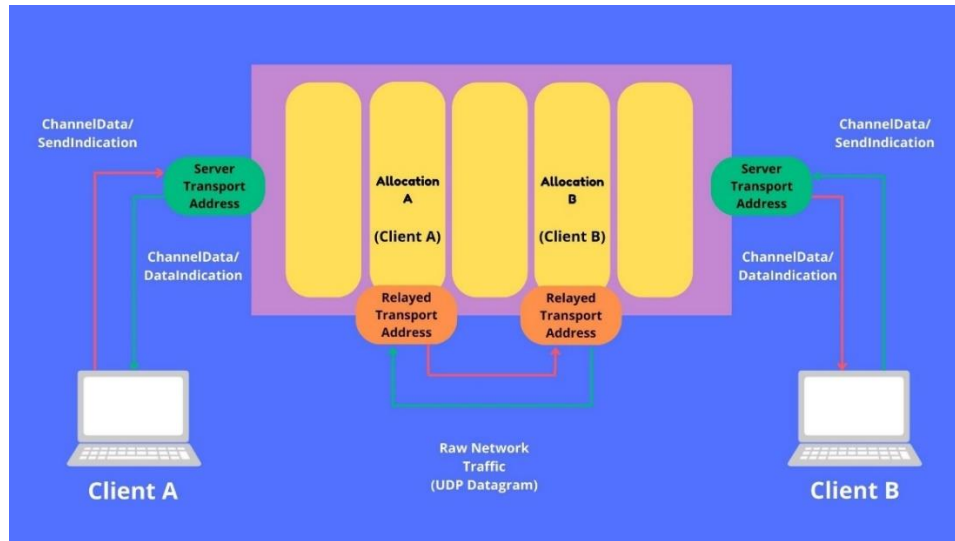 ChannelData/
SendIndication
Server
Transport
Address
ChannelData/
DataIndication
Client A
Allocation
A
(Client A)
Relayed
Transport
Address
Allocation
B
(Client B)
Relayed
Transport
Address
Raw Network
Traffic
(UDP Datagram)
ChannelData/
SendIndication
Server
Transport
Address
ChannelData/
DataIndication
Client B